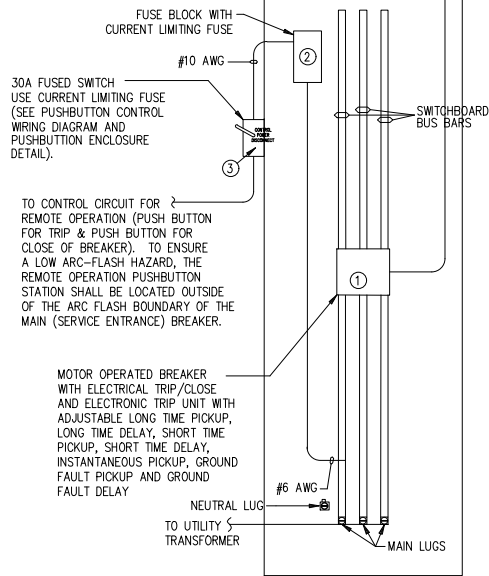 FUSE BLOCK WITH
CURRENT LIMITING FUSE
#10 AWG
2
30A FUSED SWITCH
USE CURRENT LIMITING FUSE
(SEE PUSHBUTTON CONTROL
WIRING DIAGRAM AND
PUSHBUTTION ENCLOSURE
DETAIL).
CONTROL
POWER
DISCONNECT
3
SWITCHBOARD
BUS BARS
TO CONTROL CIRCUIT FOR
REMOTE OPERATION (PUSH BUTTON
FOR TRIP & PUSH BUTTON FOR
CLOSE OF BREAKER). TO ENSURE
A LOW ARC-FLASH HAZARD, THE
REMOTE OPERATION PUSHBUTTON
STATION SHALL BE LOCATED OUTSIDE
OF THE ARC FLASH BOUNDARY OF THE
MAIN (SERVICE ENTRANCE) BREAKER.
1
MOTOR OPERATED BREAKER
WITH ELECTRICAL TRIP/CLOSE
AND ELECTRONIC TRIP UNIT WITH
ADJUSTABLE LONG TIME PICKUP,
LONG TIME DELAY, SHORT TIME
PICKUP, SHORT TIME DELAY,
INSTANTANEOUS PICKUP, GROUND
FAULT PICKUP AND GROUND
FAULT DELAY
#6 AWG
NEUTRAL LUG
TO UTILITY
TRANSFORMER
MAIN LUGS